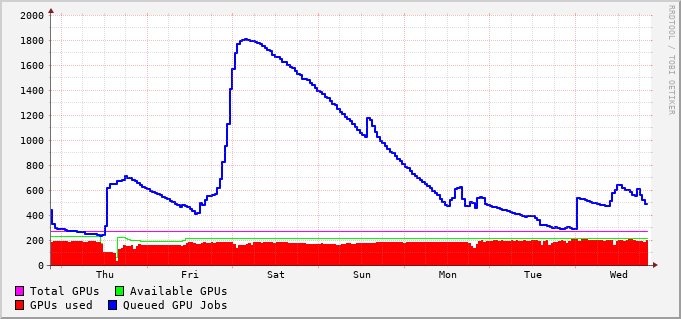 2000
1800
1600
1400
1200
1000
800
600
400
200
0
Thu Fri Sat Sun Mon Tue Wed
Total GPUs Available GPUs
GPUs used Queued GPU Jobs
RRDTOOL / TOBI OETIKER